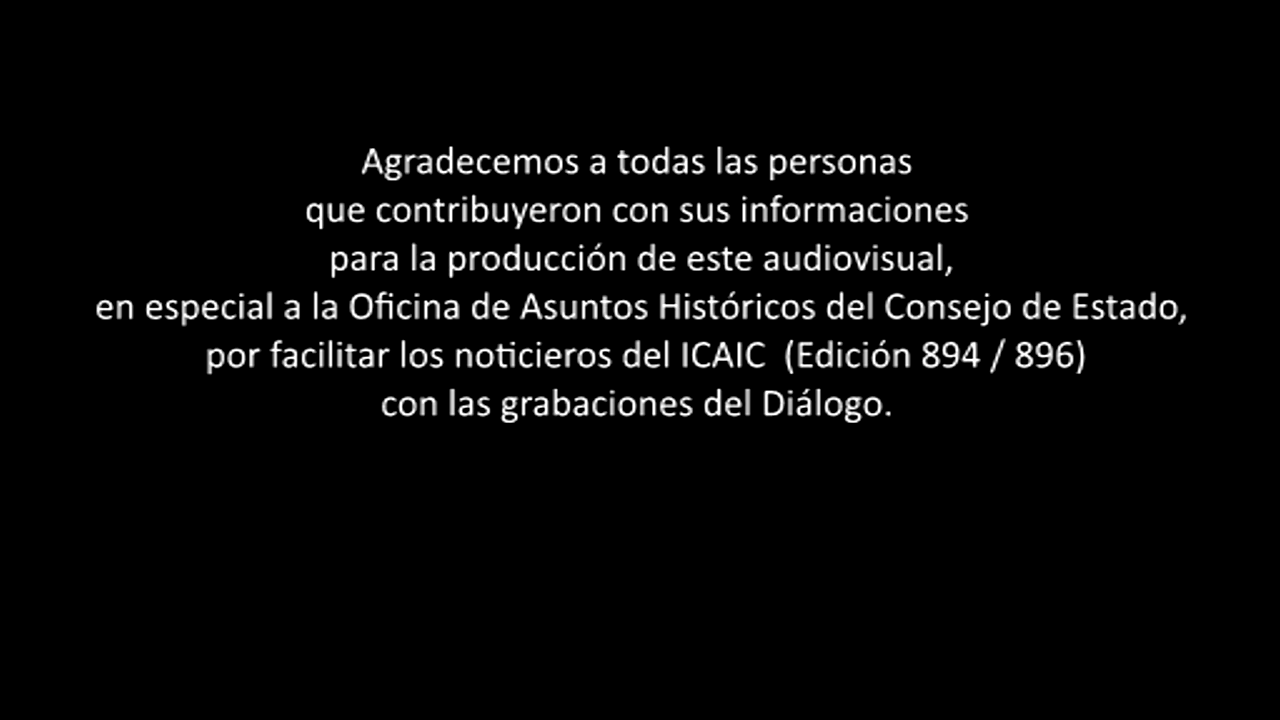 Agradecemos a todas las personas
que contribuyeron con sus informaciones
para la producción de este audiovisual,
en especial a la Oficina de Asuntos Históricos del Consejo de Estado,
por facilitar los noticieros del ICAIC  (Edición 894 / 896)
con las grabaciones del Diálogo.